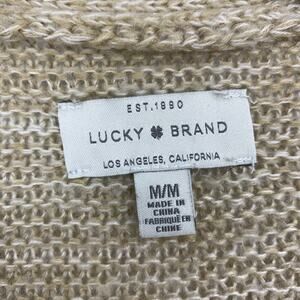 EST. 1990
LUCKY BRAND
LOS ANGELES, CALIFORNIA
M/M
MADE IN
CHINA
FABRIQUÉ EN
CHINE